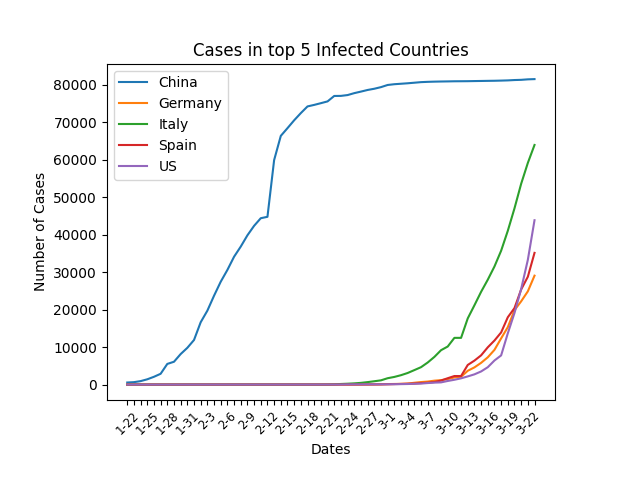 Cases in top 5 Infected Countries
China
Germany
Italy
Spain
US
Number of Cases
80000
70000
60000
50000
40000
30000
20000
10000
0
1-22 1-25 1-28 1-31 2-3 2-6 2-9 2-12 2-15 2-18 2-21 2-24 2-27 3-1 3-4 3-7 3-10 3-13 3-16 3-19 3-22
Dates